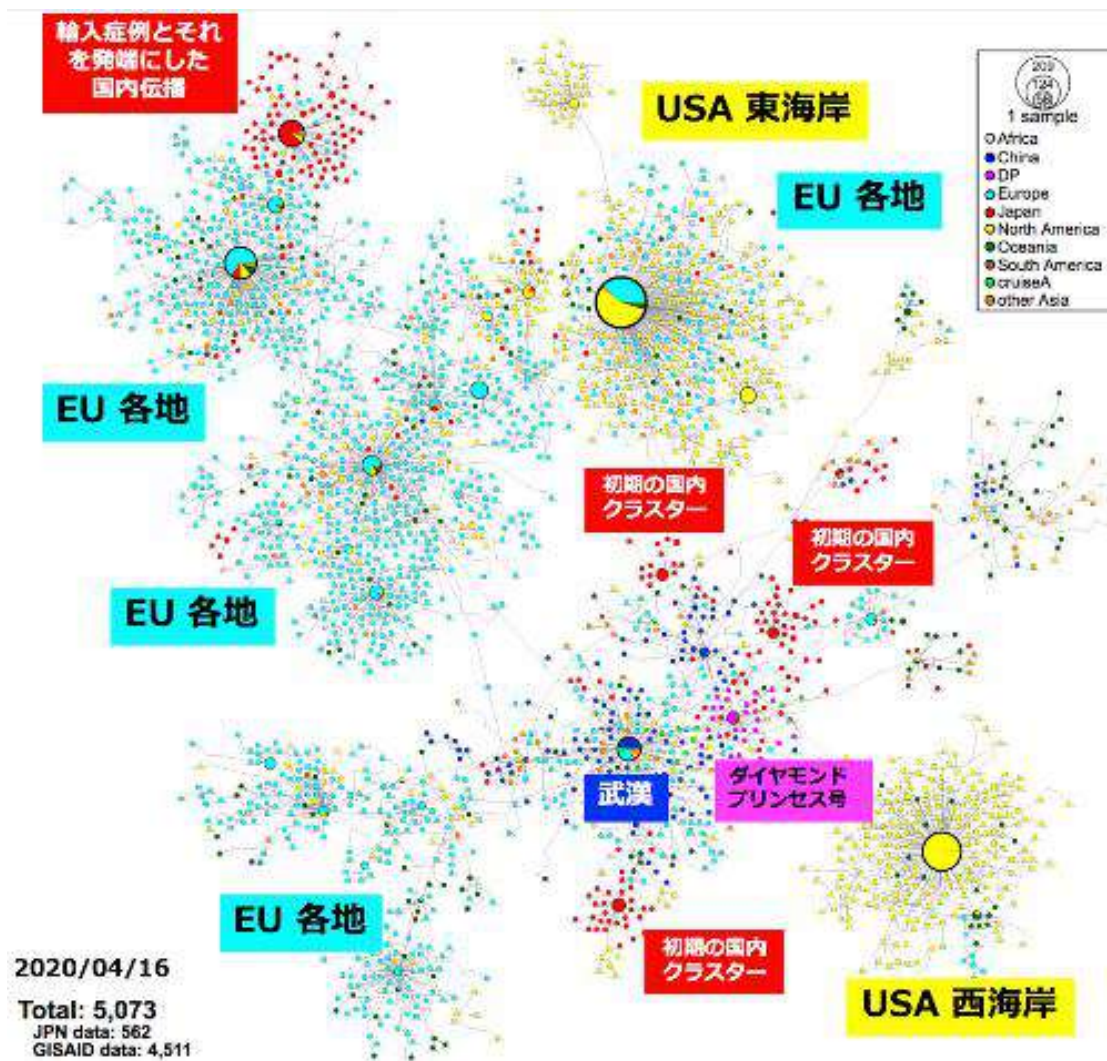 輸入症例とそれ
を発端にした
国内伝播
USA 東海岸
EU 各地
209
124
1 sample
Africa
China
DP
Europe
Japan
North America
Oceania
South America
cruiseA
other Asia
EU 各地
初期の国内
クラスター
初期の国内
クラスター
EU 各地
武漢
ダイヤモンド
プリンセス号
EU 各地
初期の国内
クラスター
USA 西海岸
2020/04/16
Total: 5,073
JPN data: 562
GISAID data: 4,511